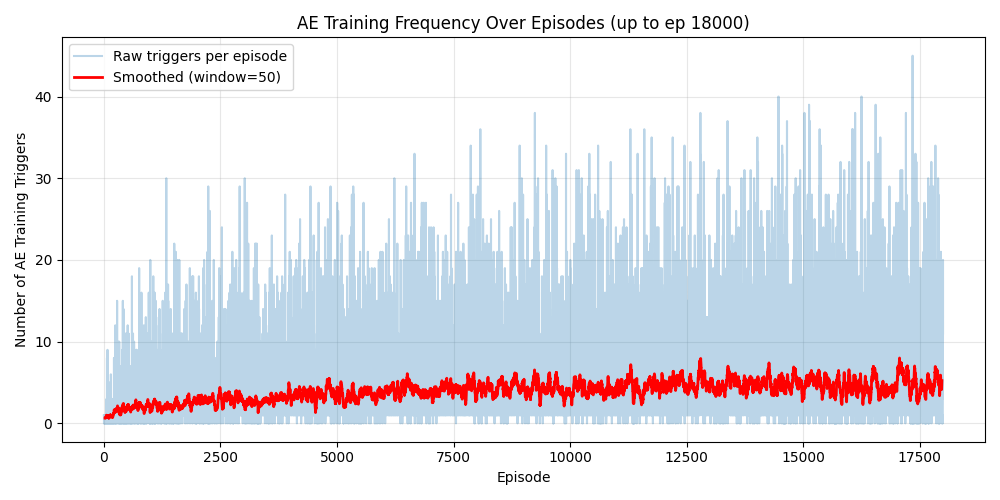 AE Training Frequency Over Episodes (up to ep 18000)
Raw triggers per episode
Smoothed (window=50)
Number of AE Training Triggers
40
30
20
10
0
0 2500 5000 7500 10000 12500 15000 17500
Episode